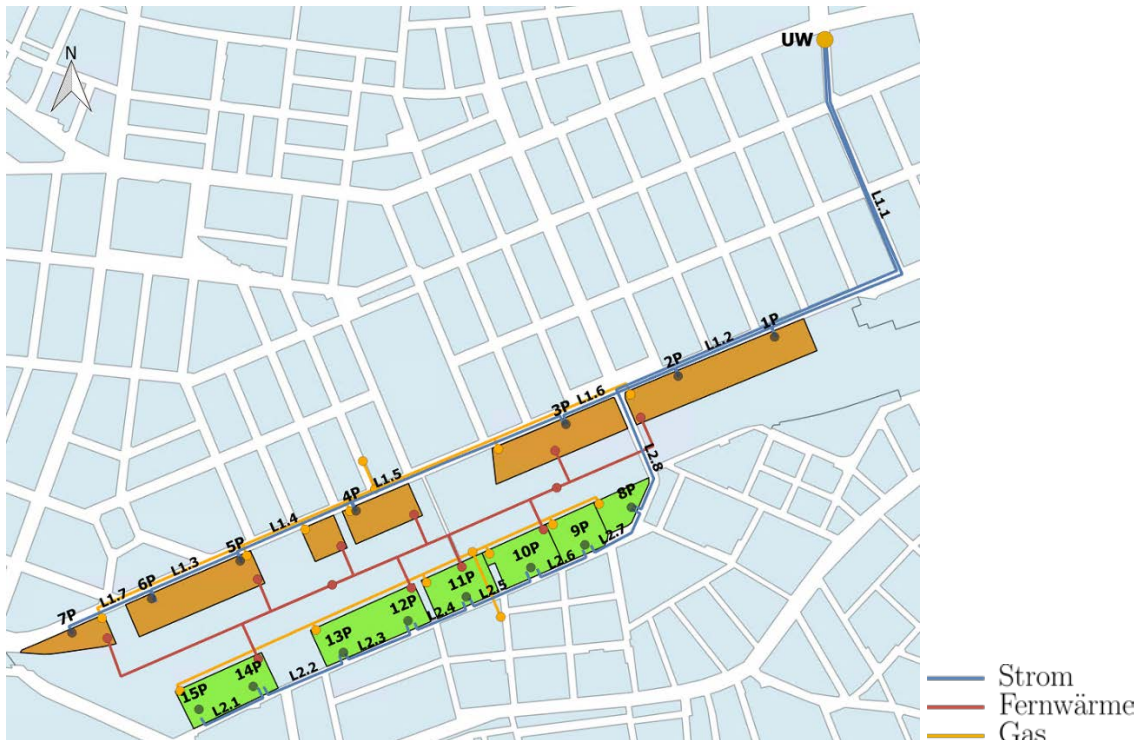 N
UW
L1.1
1P
L1.2
2P
L1.6
3P
L2.8
L1.5
4P
8P
L1.4
9P
L2.7
5P
10P
L2.6
L1.3
11P
L2.5
6P
12P
L2.4
L1.7
7P
13P
L2.3
14P
L2.2
15P
L2.1
Strom
Fernwärme
Gas